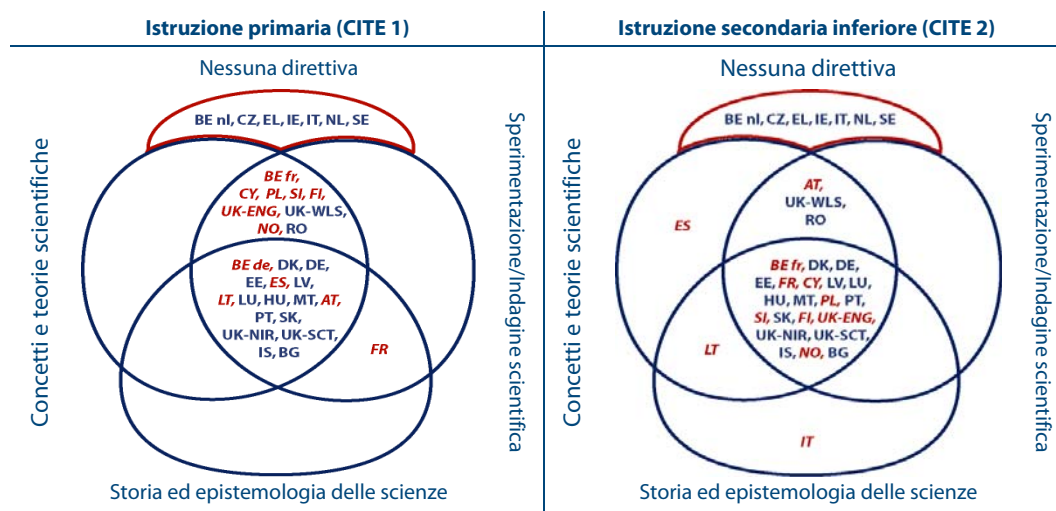 Istruzione primaria (CITE 1)
Nessuna direttiva
BE nl, CZ, EL, IE, IT, NL, SE
Concetti e teorie scientifiche
BE fr,
CY, PL, SI, FI,
UK-ENG, UK-WLS,
NO, RO
BE de, DK, DE,
EE, ES, LV,
LT, LU, HU, MT, AT,
PT, SK,
UK-NIR, UK-SCT,
IS, BG
FR
Sperimentazione/Indagine scientifica
Storia ed epistemologia delle scienze
Istruzione secondaria inferiore (CITE 2)
Nessuna direttiva
BE nl, CZ, EL, IE, IT, NL, SE
Concetti e teorie scientifiche
ES
AT,
UK-WLS,
RO
BE fr, DK, DE,
EE, FR, CY, LV, LU,
HU, MT, PL, PT,
SI, SK, FI, UK-ENG,
UK-NIR, UK-SCT,
IS, NO, BG
LT
IT
Sperimentazione/Indagine scientifica
Storia ed epistemologia delle scienze